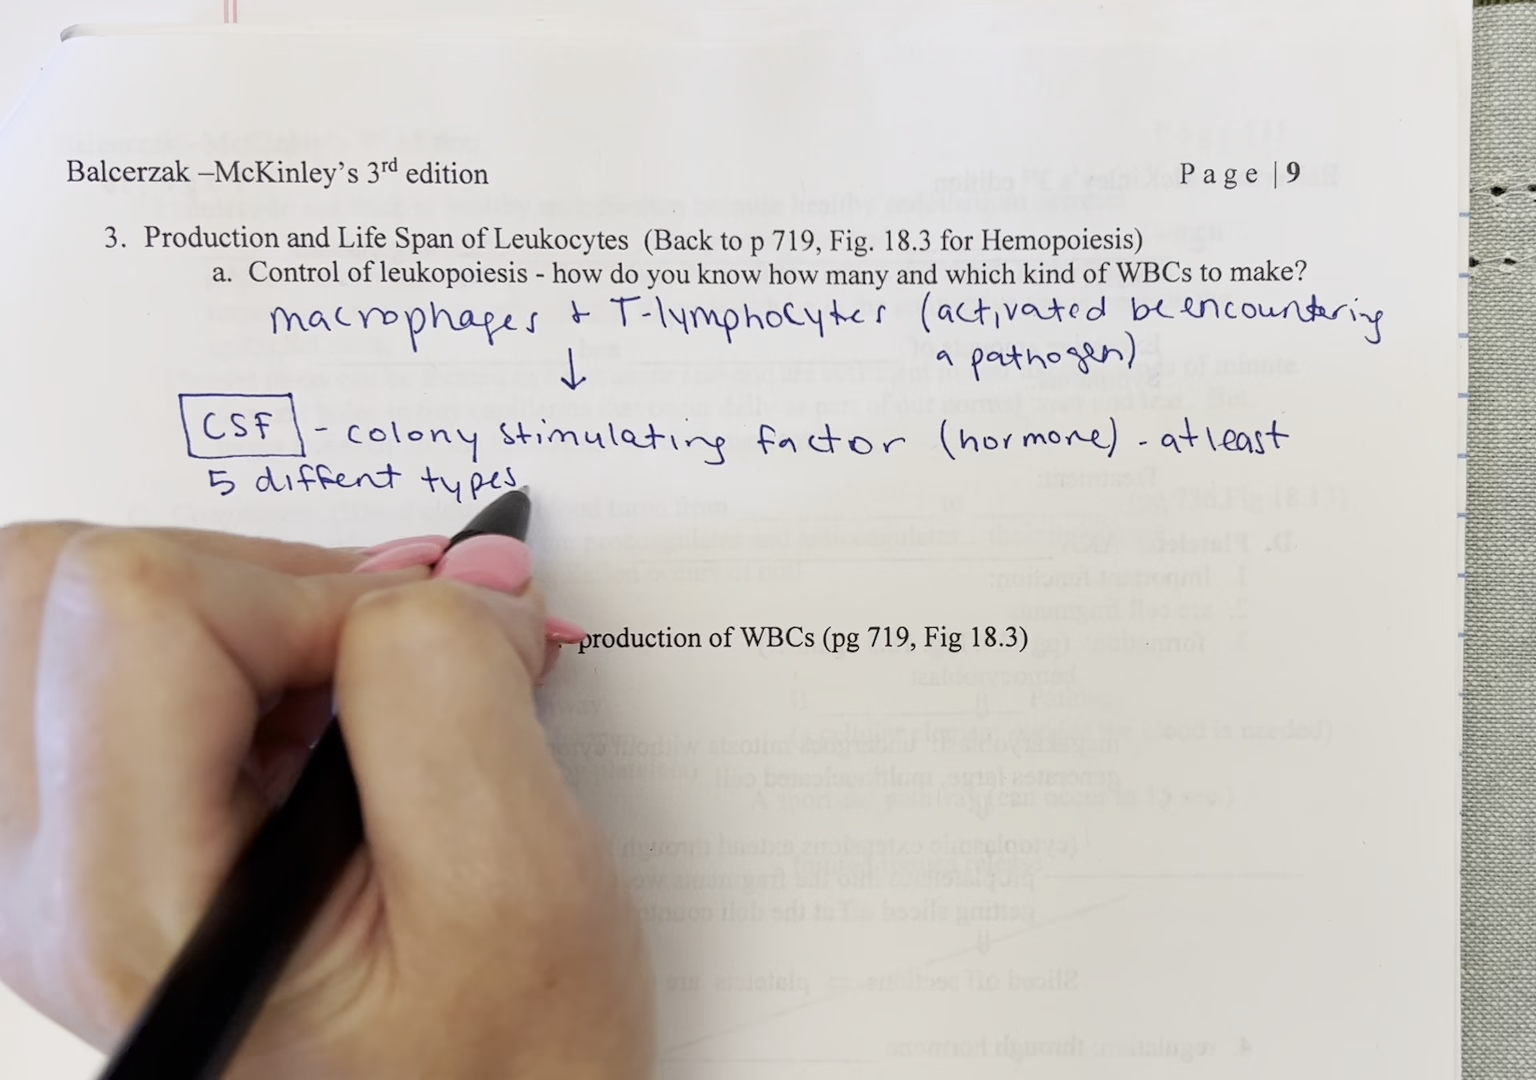 Balcerzak –McKinley's 3rd edition
Page | 9
3. Production and Life Span of Leukocytes (Back to p 719, Fig. 18.3 for Hemopoiesis)
a. Control of leukopoiesis - how do you know how many and which kind of WBCs to make?
macrophages + T-lymphocytes (activated be encountering
a pathogen)
↓
CSF - colony stimulating factor (hormone) - at least
5 diffent types
production of WBCs (pg 719, Fig 18.3)